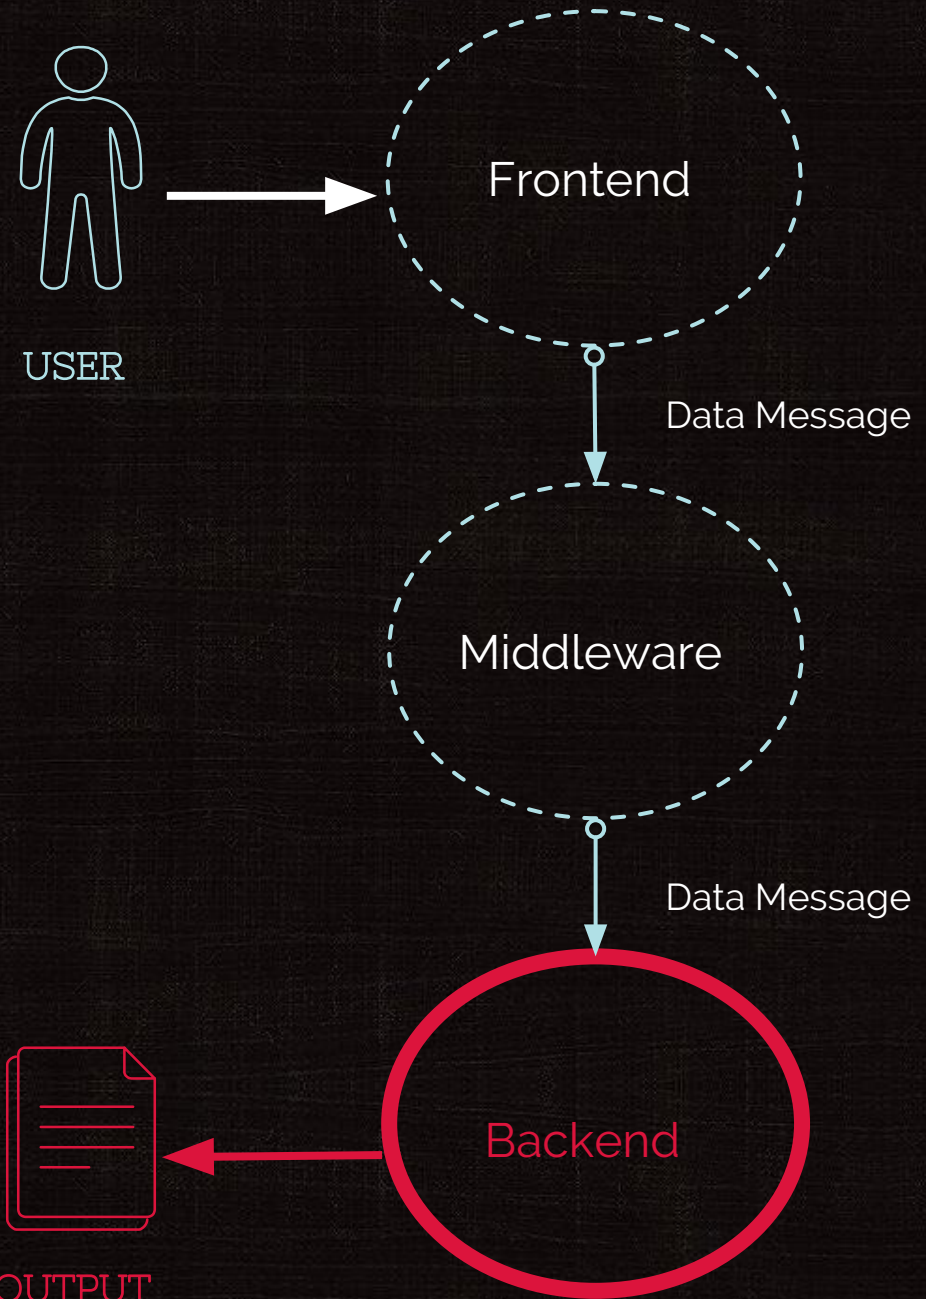 Frontend
USER
Data Message
Middleware
Data Message
Backend
OUTPUT